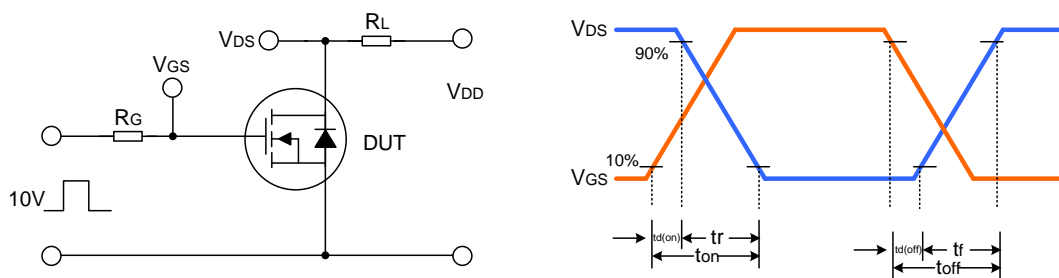 VDS
RL
VGS
VDD
RG
DUT
10V
VDS
90%
10%
VGS
td(on)
tr
ton
td(off)
tf
toff